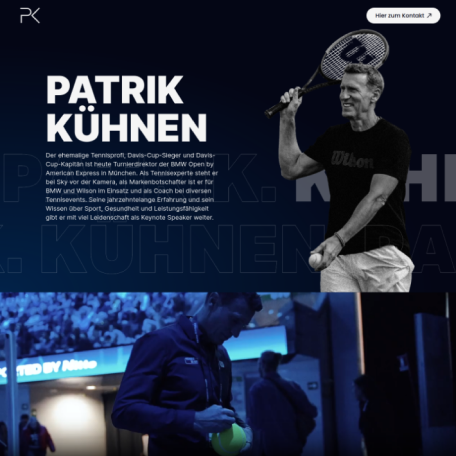 PK
Hier zum Kontakt
PATRIK
KÜHNEN
Der ehemalige Tennisprofi, Davis-Cup-Sieger und Davis-
Cup-Kapitän ist heute Turnierdirektor der BMW Open by
American Express in München. Als Tennisexperte steht er
bei Sky vor der Kamera, als Markenbotschafter ist er für
BMW und Wilson im Einsatz und als Coach bei diversen
Tennisevents. Seine jahrzehntelange Erfahrung und sein
Wissen über Sport, Gesundheit und Leistungsfähigkeit
gibt er mit viel Leidenschaft als Keynote Speaker weiter.
Wilson
K. KÜH
K. KÜHNEN. PA
BY Nitto